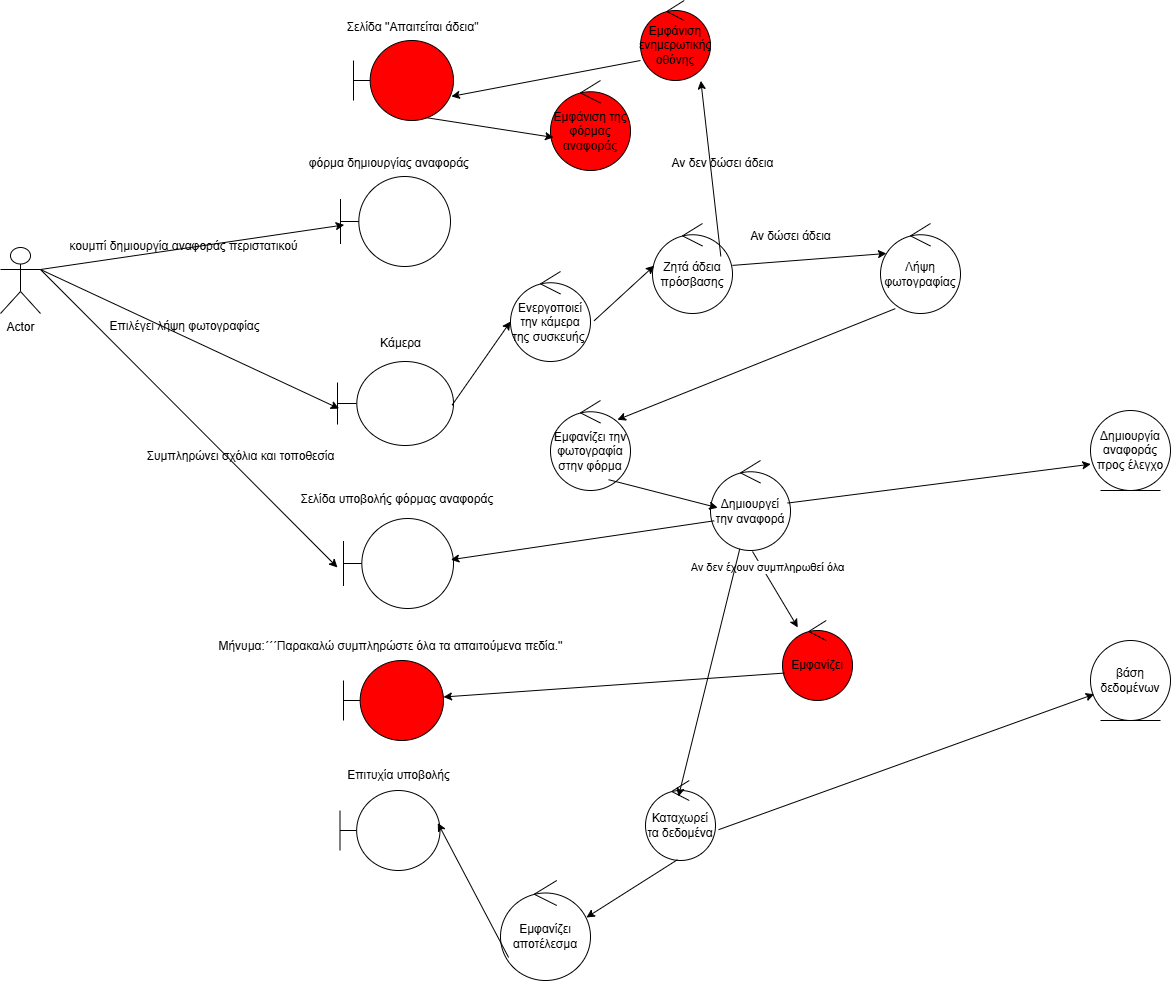 Σελίδα "Απαιτείται άδεια"
Εμφάνιση
ενημερωτικής
οθόνης
Εμφάνιση της
φόρμας
αναφοράς
φόρμα δημιουργίας αναφοράς
Αν δεν δώσει άδεια
κουμπί δημιουργία αναφοράς περιστατικού
Αν δώσει άδεια
Ζητά άδεια
πρόσβασης
Λήψη
φωτογραφίας
Actor
Επιλέγει λήψη φωτογραφίας
Ενεργοποιεί
την κάμερα
της συσκευής
Κάμερα
Εμφανίζει την
φωτογραφία
στην φόρμα
Δημιουργία
αναφοράς
προς έλεγχο
Συμπληρώνει σχόλια και τοποθεσία
Σελίδα υποβολής φόρμας αναφοράς
Δημιουργεί
την αναφορά
Αν δεν έχουν συμπληρωθεί όλα
Μήνυμα:΄΄΄Παρακαλώ συμπληρώστε όλα τα απαιτούμενα πεδία."
Εμφανίζει
βάση
δεδομένων
Επιτυχία υποβολής
Καταχωρεί
τα δεδομένα
Εμφανίζει
αποτέλεσμα